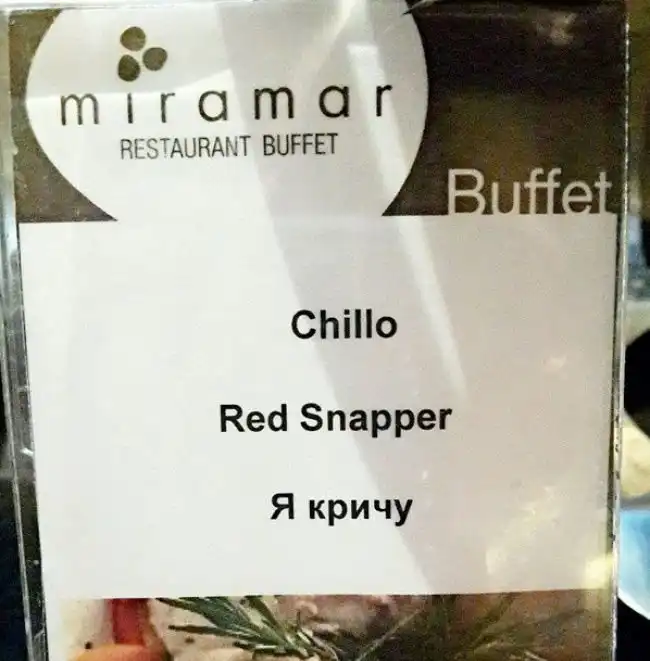 miramar
RESTAURANT BUFFET
Buffet
Chillo
Red Snapper
Я кричу